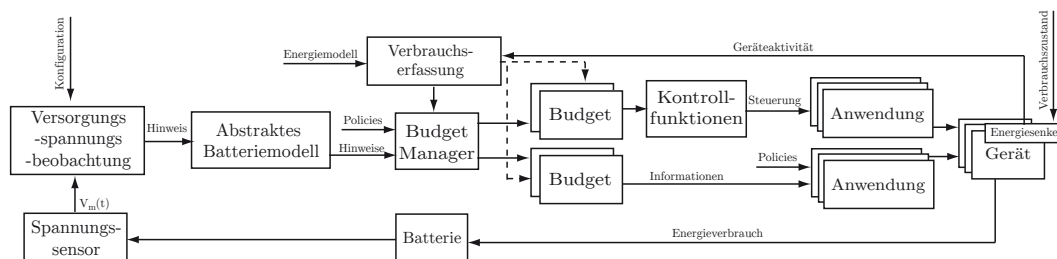 Konfiguration
Energiemodell
Verbrauchs-
erfassung
Geräteaktivität
Verbrauchszustand
Versorgungs
-spannungs
-beobachtung
Hinweis
Abstraktes
Batteriemodell
Policies
Hinweise
Budget
Manager
Budget
Kontroll-
funktionen
Steuerung
Anwendung
Energiesenke
Gerät
Budget
Informationen
Policies
Anwendung
Vm(t)
Spannungs-
sensor
Batterie
Energieverbrauch